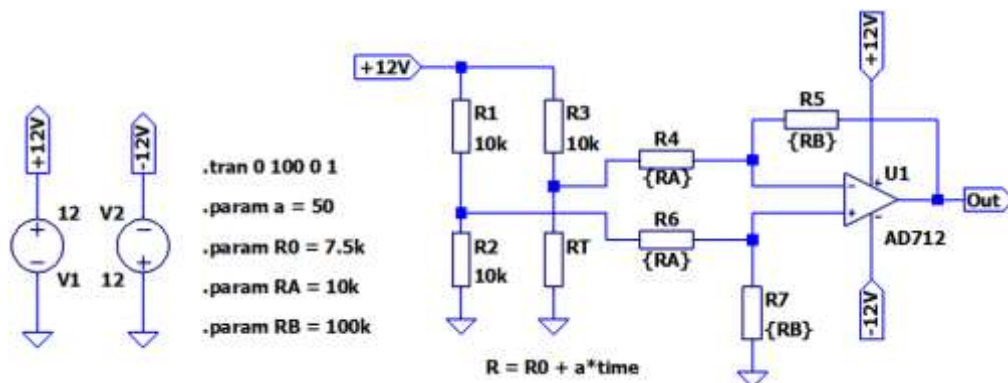 +12V
-12V
12
V1
V2
12
.tran 0 100 0 1
.param a = 50
.param R0 = 7.5k
.param RA = 10k
.param RB = 100k
+12V
R1
10k
R3
10k
R2
10k
RT
R4
{RA}
R6
{RA}
R5
{RB}
R7
{RB}
+12V
U1
AD712
-12V
Out
R = R0 + a*time